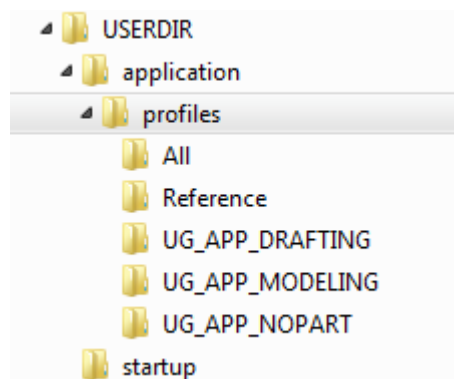 USERDIR
application
profiles
All
Reference
UG_APP_DRAFTING
UG_APP_MODELING
UG_APP_NOPART
startup